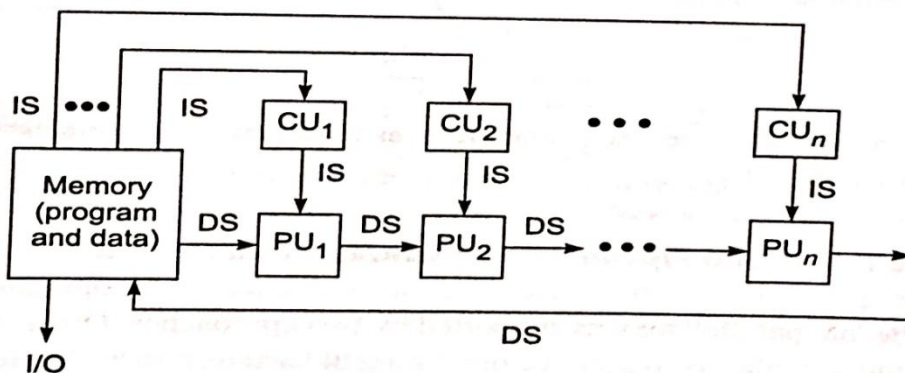 IS ••• IS CU₁ CU₂ ••• CUₙ
IS IS IS
Memory
(program
and data)
DS PU₁ DS PU₂ DS ••• PUₙ
DS
I/O